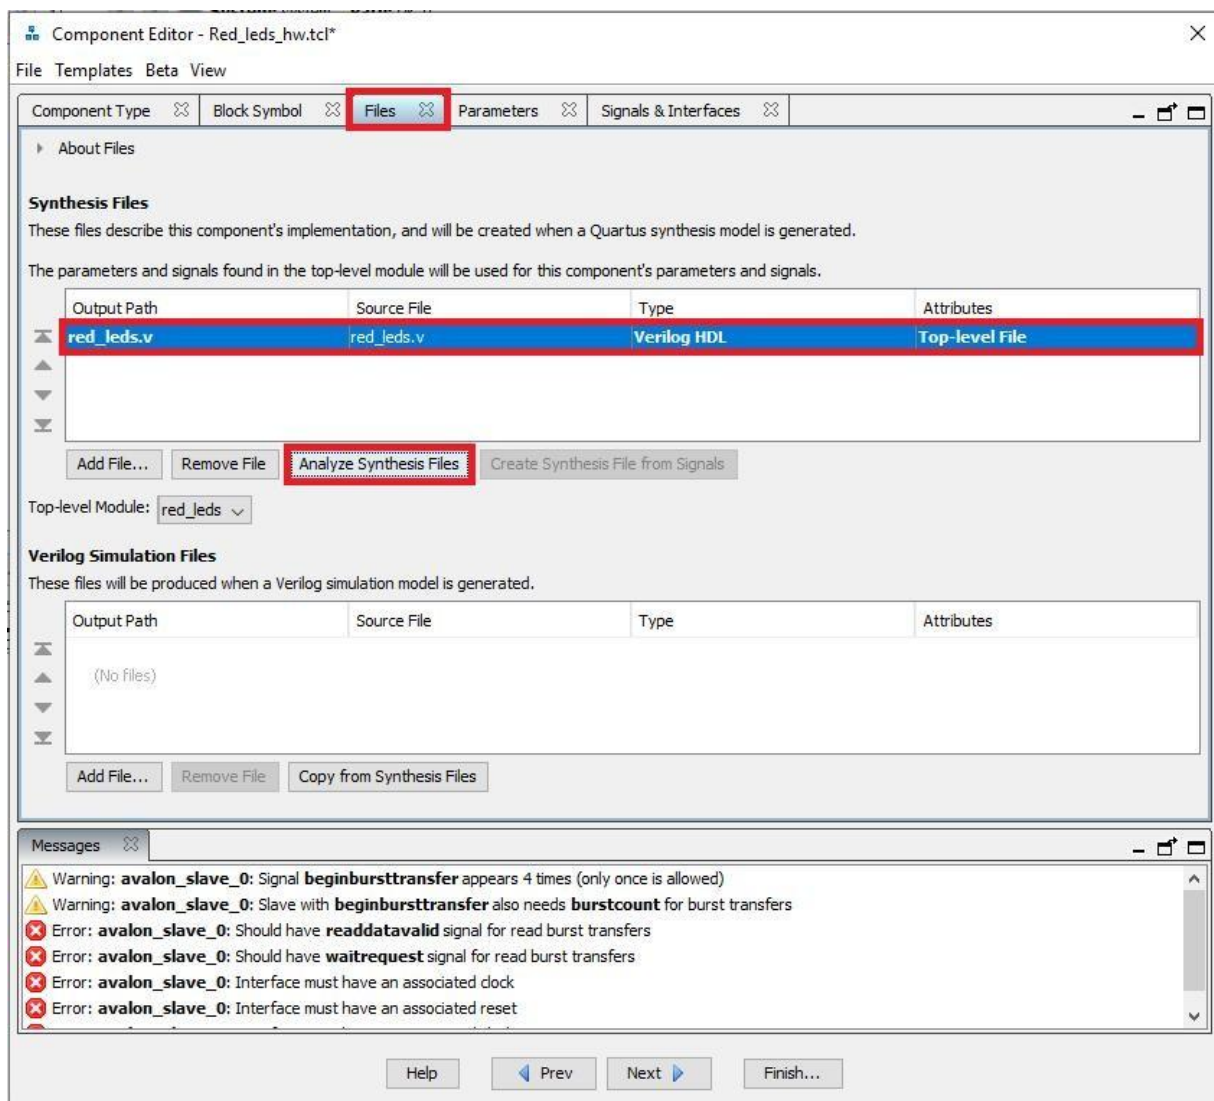 Component Editor - Red_leds_hw.tcl*
File Templates Beta View
Component Type Block Symbol Files Parameters Signals & Interfaces
About Files
Synthesis Files
These files describe this component's implementation, and will be created when a Quartus synthesis model is generated.
The parameters and signals found in the top-level module will be used for this component's parameters and signals.
Output Path Source File Type Attributes
red_leds.v red_leds.v Verilog HDL Top-level File
Add File... Remove File Analyze Synthesis Files Create Synthesis File from Signals
Top-level Module: red_leds
Verilog Simulation Files
These files will be produced when a Verilog simulation model is generated.
Output Path Source File Type Attributes
(No files)
Add File... Remove File Copy from Synthesis Files
Messages
Warning: avalon_slave_0: Signal beginbursttransfer appears 4 times (only once is allowed)
Warning: avalon_slave_0: Slave with beginbursttransfer also needs burstcount for burst transfers
Error: avalon_slave_0: Should have readdatavalid signal for read burst transfers
Error: avalon_slave_0: Should have waitrequest signal for read burst transfers
Error: avalon_slave_0: Interface must have an associated clock
Error: avalon_slave_0: Interface must have an associated reset
Help Prev Next Finish...